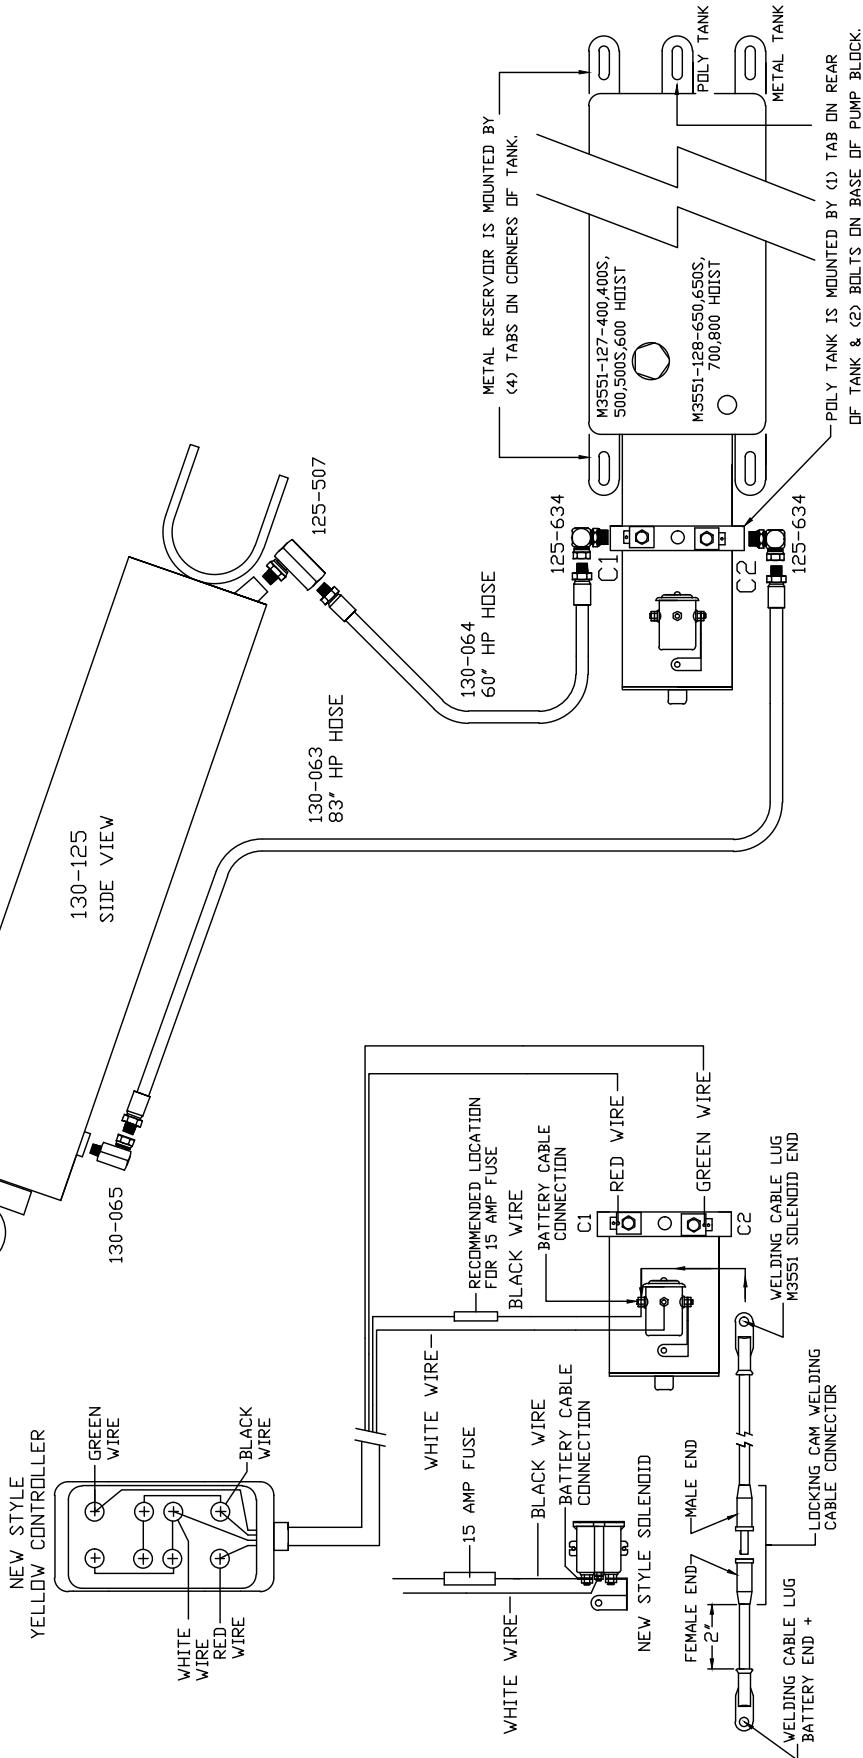 NEW STYLE
YELLOW CONTROLLER
GREEN
WIRE
BLACK
WIRE
WHITE
WIRE
RED
WIRE
WHITE WIRE
RECOMMENDED LOCATION
FOR 15 AMP FUSE
BLACK WIRE
BATTERY CABLE
CONNECTION
RED WIRE
GREEN WIRE
C1
C2
15 AMP FUSE
BLACK WIRE
BATTERY CABLE
CONNECTION
WHITE WIRE
NEW STYLE SOLENOID
FEMALE END
MALE END
2"
WELDING CABLE LUG
BATTERY END +
LOCKING CAM WELDING
CABLE CONNECTOR
WELDING CABLE LUG
M3551 SOLENOID END
130-065
130-125
SIDE VIEW
130-063
83" HP HOSE
130-064
60" HP HOSE
125-507
125-634
C1
C2
125-634
METAL RESERVOIR IS MOUNTED BY
(4) TABS ON CORNERS OF TANK.
M3551-127-400,400S,
500,500S,600 HOIST
M3551-128-650,650S,
700,800 HOIST
POLY TANK
METAL TANK
POLY TANK IS MOUNTED BY (1) TAB ON REAR
OF TANK & (2) BOLTS ON BASE OF PUMP BLOCK.